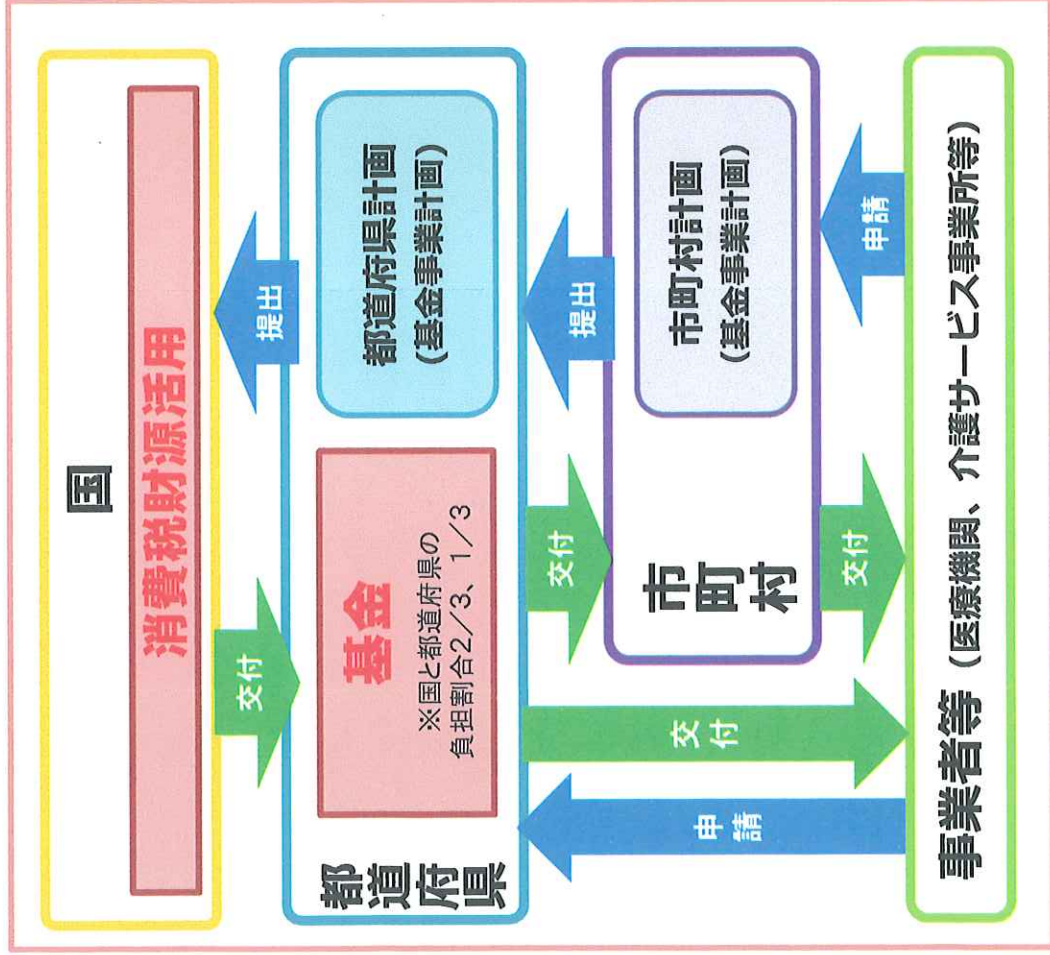 国
消費税財源活用
交付
提出
都道府県
基金
※国と都道府県の
負担割合2/3、1/3
都道府県計画
(基金事業計画)
申請
交付
交付
提出
市町村
市町村計画
(基金事業計画)
交付
申請
事業者等 (医療機関、介護サービス事業所等)